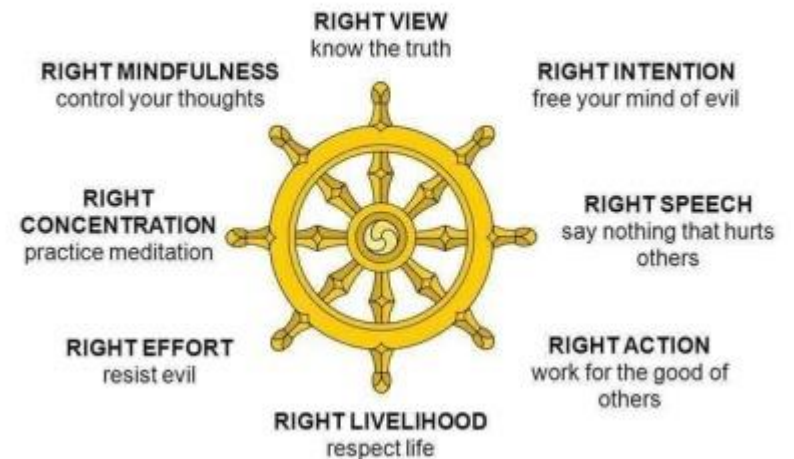 RIGHT VIEW
know the truth
RIGHT INTENTION
free your mind of evil
RIGHT SPEECH
say nothing that hurts
others
RIGHT ACTION
work for the good of
others
RIGHT LIVELIHOOD
respect life
RIGHT EFFORT
resist evil
RIGHT
CONCENTRATION
practice meditation
RIGHT MINDFULNESS
control your thoughts